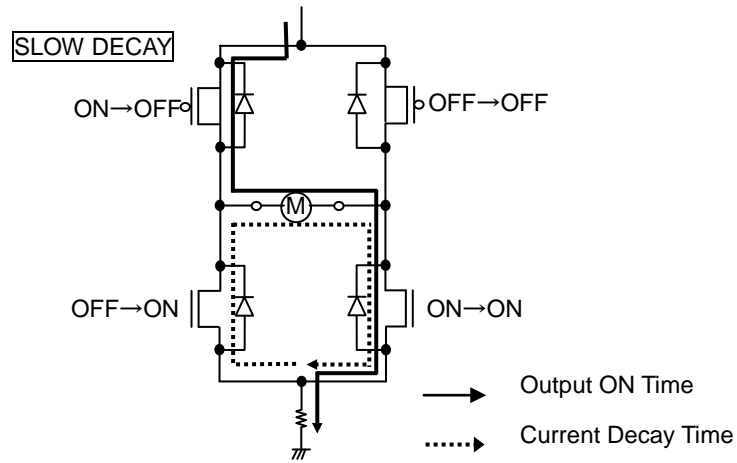 SLOW DECAY
ON→OFF
OFF→OFF
M
OFF→ON
ON→ON
Output ON Time
Current Decay Time